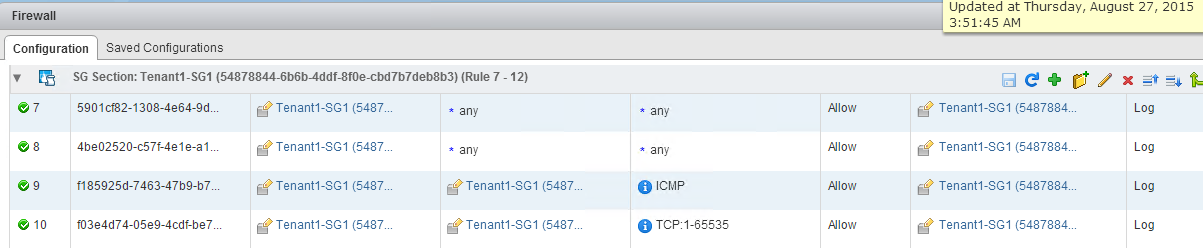 Updated at Thursday, August 27, 2015
3:51:45 AM
Firewall
Configuration Saved Configurations
SG Section: Tenant1-SG1 (54878844-6b6b-4ddf-8f0e-cbd7b7deb8b3) (Rule 7 - 12)
7 5901cf82-1308-4e64-9d... Tenant1-SG1 (5487... * any * any Allow Tenant1-SG1 (5487884... Log
8 4be02520-c57f-4e1e-a1... Tenant1-SG1 (5487... * any * any Allow Tenant1-SG1 (5487884... Log
9 f185925d-7463-47b9-b7... Tenant1-SG1 (5487... Tenant1-SG1 (5487... ICMP Allow Tenant1-SG1 (5487884... Log
10 f03e4d74-05e9-4cdf-be7... Tenant1-SG1 (5487... Tenant1-SG1 (5487... TCP:1-65535 Allow Tenant1-SG1 (5487884... Log